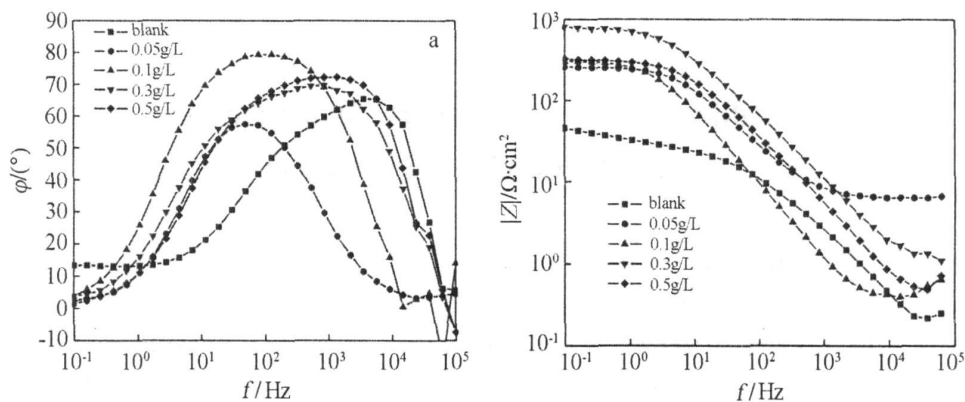 90
80
70
60
50
40
30
20
10
0
-10
φ/(°)
a
blank
0.05g/L
0.1g/L
0.3g/L
0.5g/L
10⁻¹ 10⁰ 10¹ 10² 10³ 10⁴ 10⁵
f/Hz
10³
10²
10¹
10⁰
10⁻¹
|Z|/Ω·cm²
blank
0.05g/L
0.1g/L
0.3g/L
0.5g/L
10⁻¹ 10⁰ 10¹ 10² 10³ 10⁴ 10⁵
f/Hz